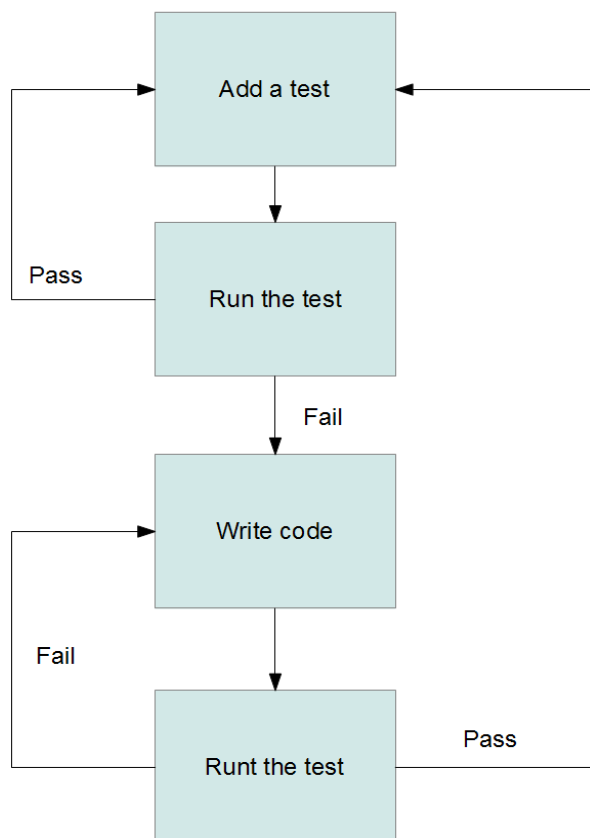 Add a test
Pass
Run the test
Fail
Write code
Fail
Pass
Runt the test